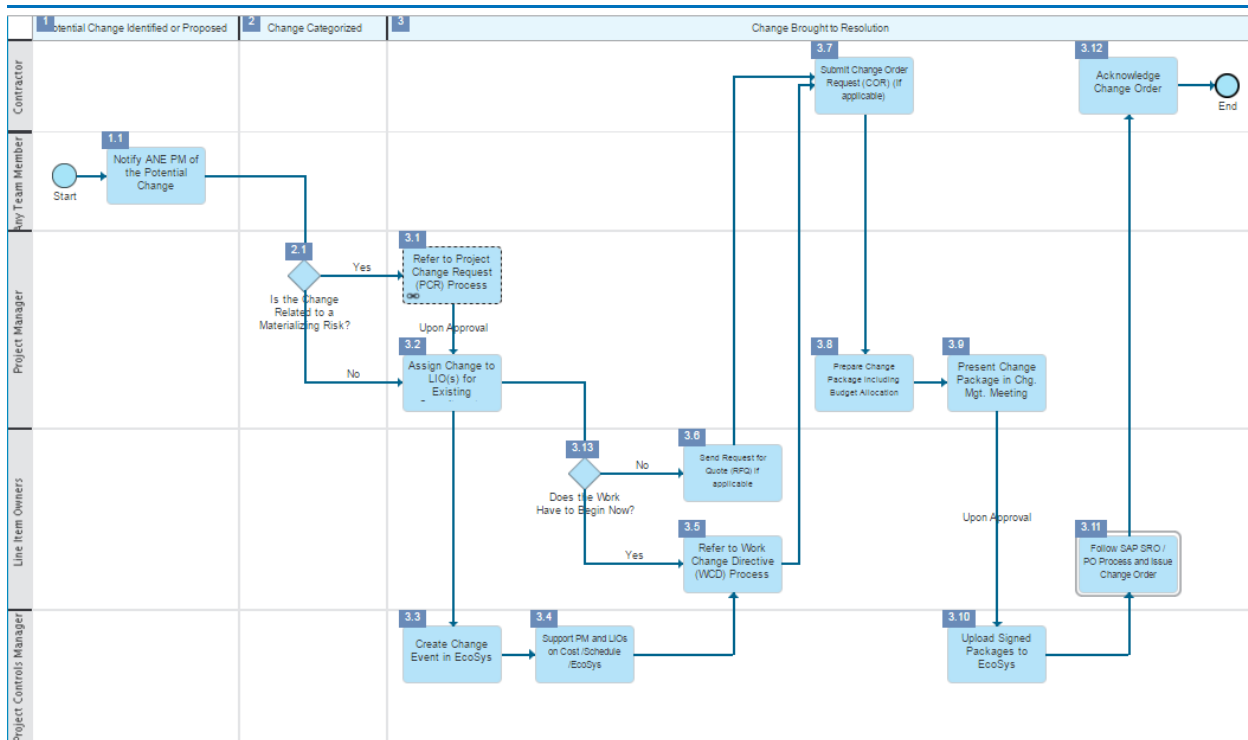 1
Potential Change Identified or Proposed
2
Change Categorized
3
Change Brought to Resolution
Contractor
3.7
Submit Change Order
Request (COR) (If
applicable)
3.12
Acknowledge
Change Order
End
Any Team Member
Start
1.1
Notify ANE PM of
the Potential
Change
Project Manager
2.1
Is the Change
Related to a
Materializing Risk?
Yes
No
3.1
Refer to Project
Change Request
(PCR) Process
Upon Approval
3.2
Assign Change to
LIO(s) for
Existing
3.8
Prepare Change
Package Including
Budget Allocation
3.9
Present Change
Package in Chg.
Mgt. Meeting
Line Item Owners
3.13
Does the Work
Have to Begin Now?
No
Yes
3.6
Send Request for
Quote (RFQ) if
applicable
3.5
Refer to Work
Change Directive
(WCD) Process
Upon Approval
3.11
Follow SAP SRO /
PO Process and Issue
Change Order
Project Controls Manager
3.3
Create Change
Event in EcoSys
3.4
Support PM and LIOs
on Cost /Schedule
/EcoSys
3.10
Upload Signed
Packages to
EcoSys